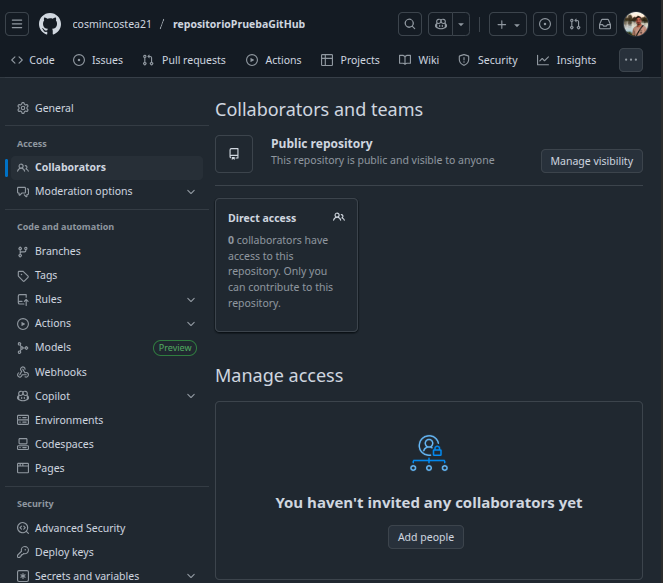 cosmincostea21 / repositorioPruebaGitHub
Code Issues Pull requests Actions Projects Wiki Security Insights
General
Access
Collaborators
Moderation options
Code and automation
Branches
Tags
Rules
Actions
Models Preview
Webhooks
Copilot
Environments
Codespaces
Pages
Security
Advanced Security
Deploy keys
Secrets and variables
Collaborators and teams
Public repository
This repository is public and visible to anyone
Manage visibility
Direct access
0 collaborators have
access to this
repository. Only you
can contribute to this
repository.
Manage access
You haven't invited any collaborators yet
Add people